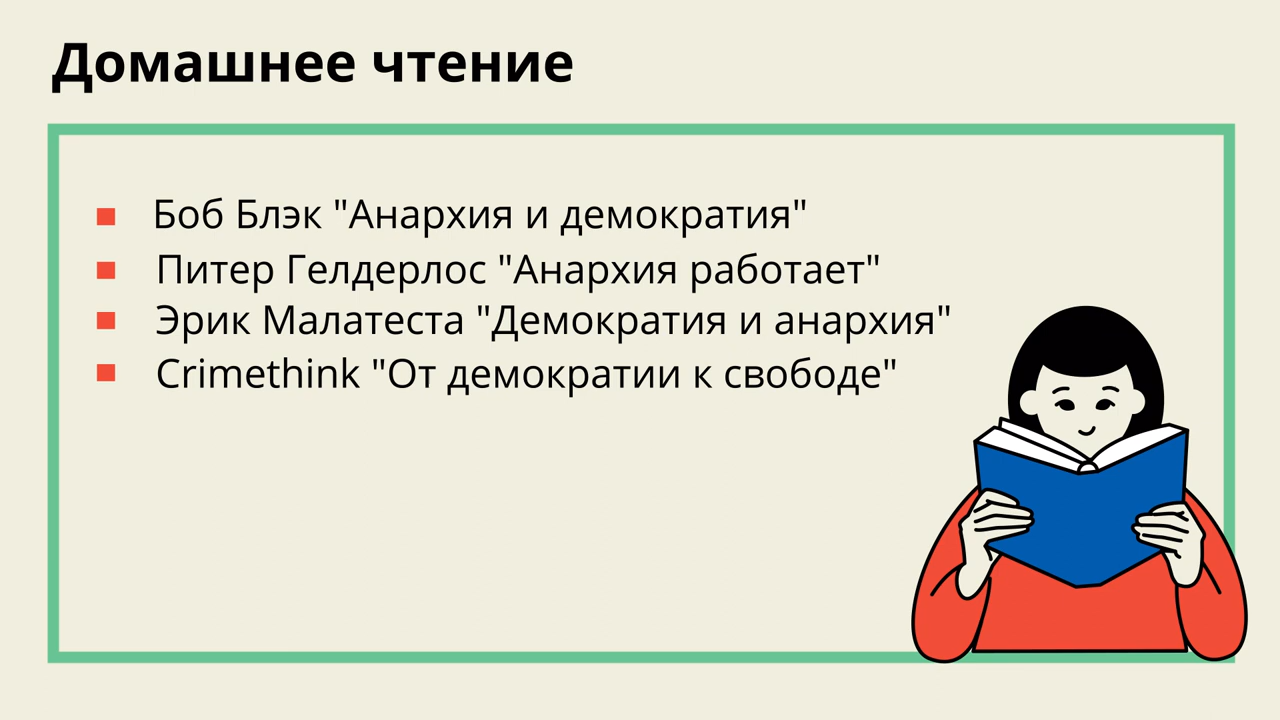 Домашнее чтение
Боб Блэк "Анархия и демократия"
Питер Гелдерлос "Анархия работает"
Эрик Малатеста "Демократия и анархия"
Crimethink "От демократии к свободе"